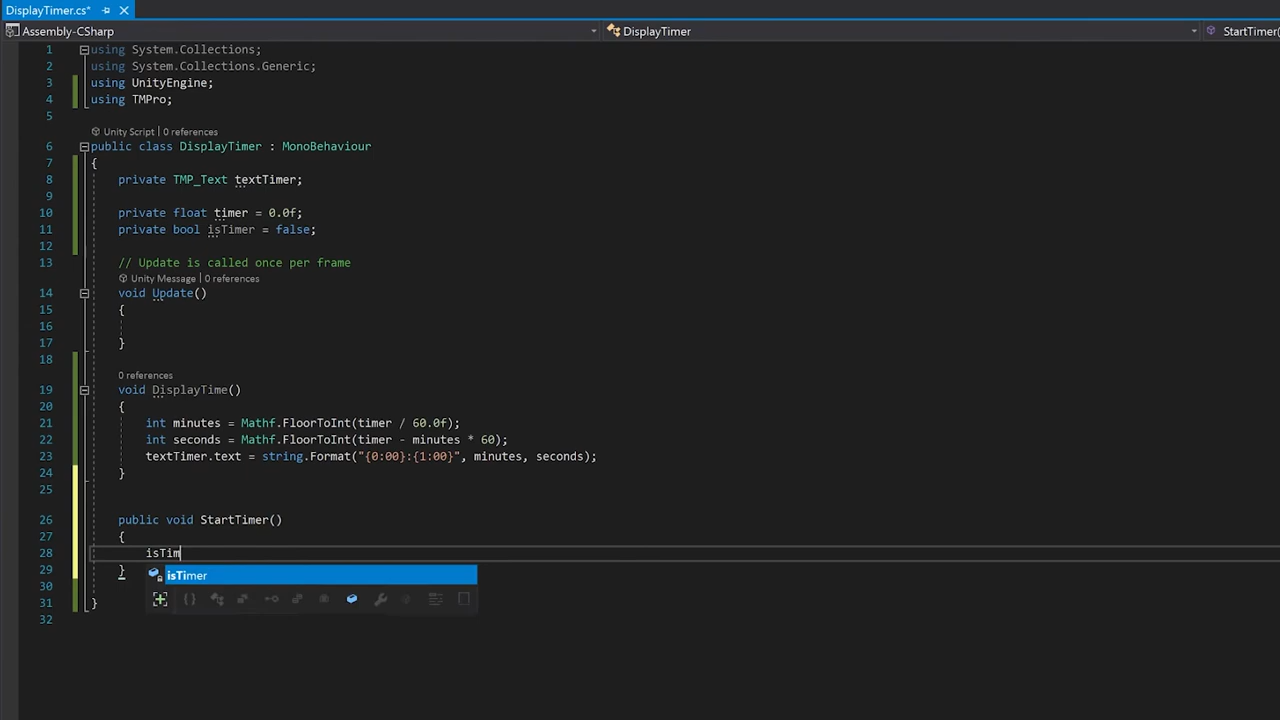 DisplayTimer.cs*
Assembly-CSharp DisplayTimer StartTimer(
1 using System.Collections;
2 using System.Collections.Generic;
3 using UnityEngine;
4 using TMPro;
5
Unity Script | 0 references
6 public class DisplayTimer : MonoBehaviour
7 {
8 private TMP_Text textTimer;
9
10 private float timer = 0.0f;
11 private bool isTimer = false;
12
13 // Update is called once per frame
Unity Message | 0 references
14 void Update()
15 {
16
17 }
18
0 references
19 void DisplayTime()
20 {
21 int minutes = Mathf.FloorToInt(timer / 60.0f);
22 int seconds = Mathf.FloorToInt(timer - minutes * 60);
23 textTimer.text = string.Format("{0:00}:{1:00}", minutes, seconds);
24 }
25
26 public void StartTimer()
27 {
28 isTim
29 }
isTimer
30
31 }
32